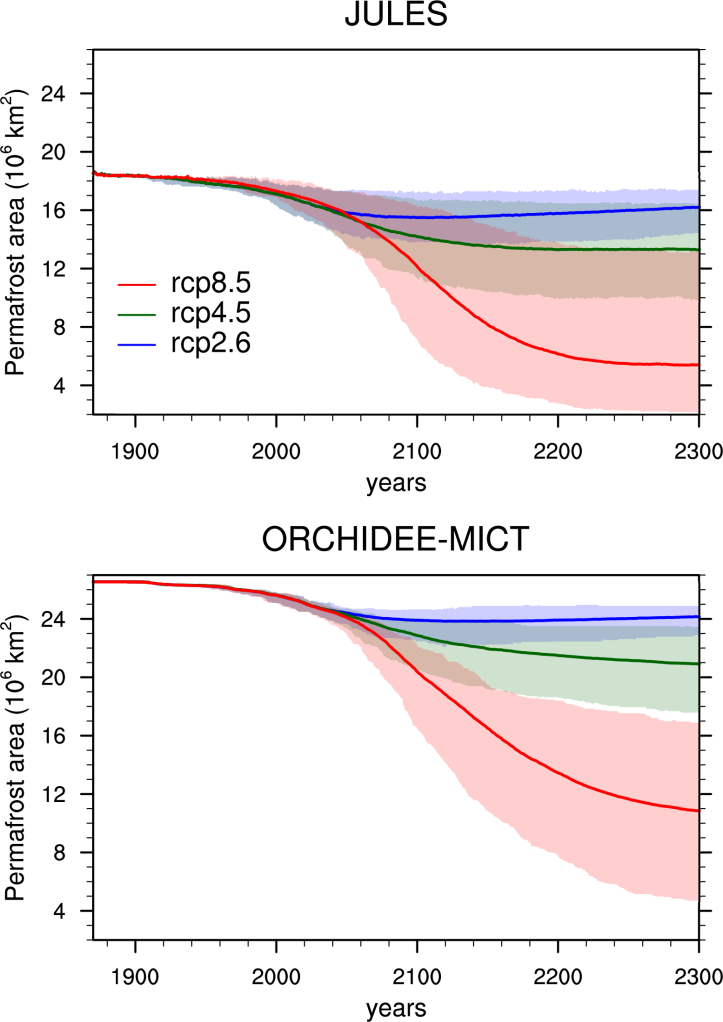 JULES
Permafrost area (10⁶ km²)
24
20
16
12
8
4
rcp8.5
rcp4.5
rcp2.6
1900 2000 2100 2200 2300
years
ORCHIDEE-MICT
Permafrost area (10⁶ km²)
24
20
16
12
8
4
1900 2000 2100 2200 2300
years